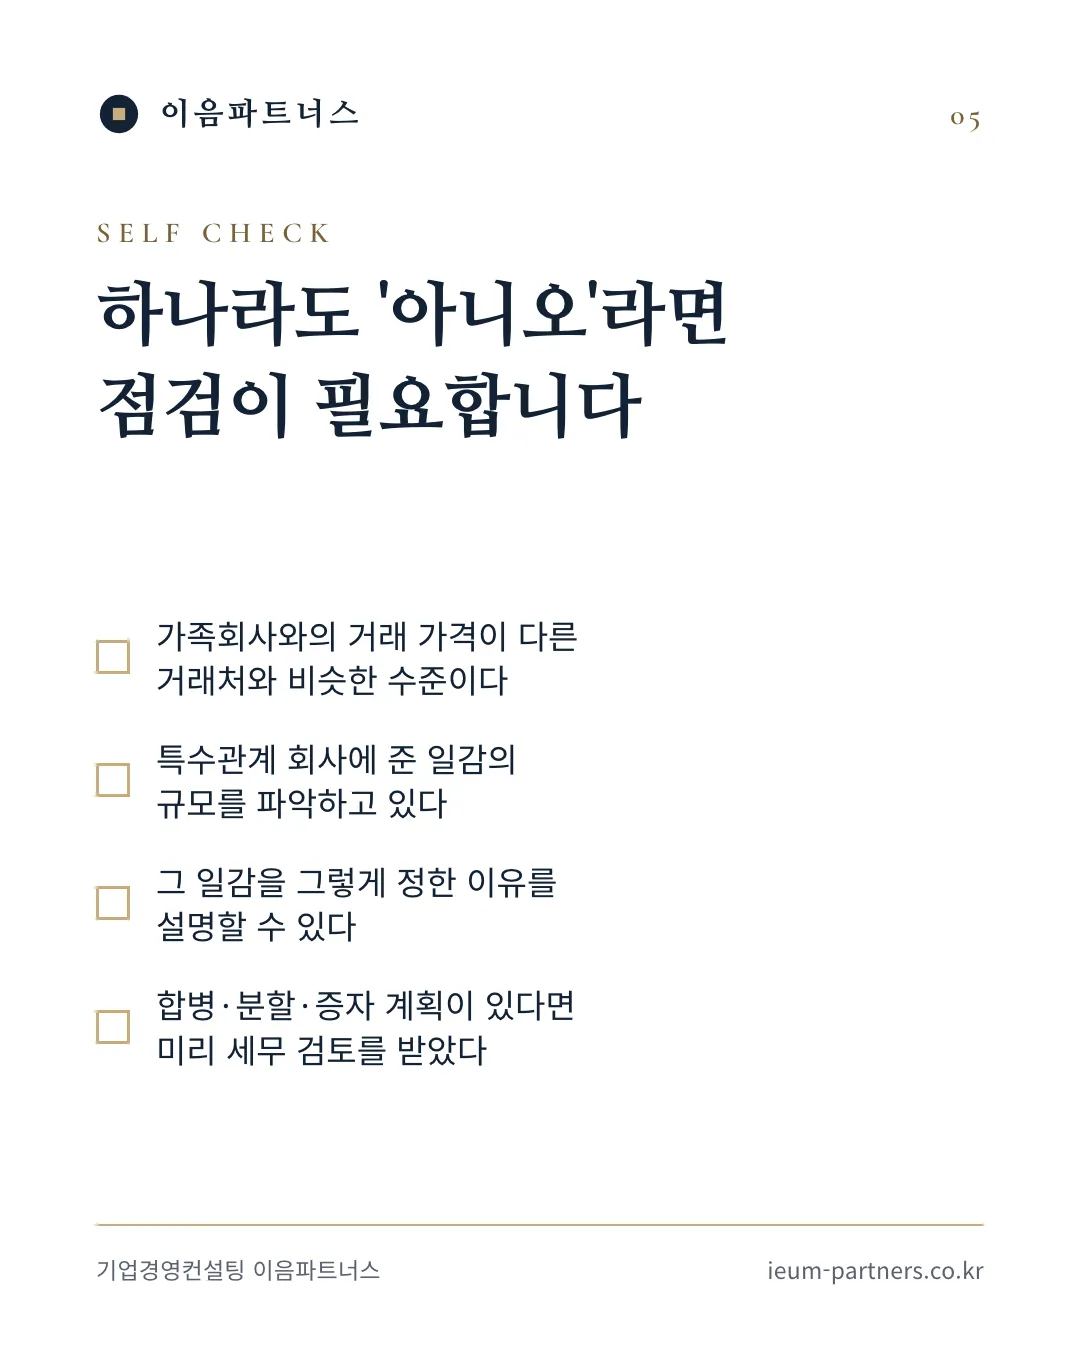 이음파트너스
05
SELF CHECK
하나라도 '아니오'라면
점검이 필요합니다
가족회사와의 거래 가격이 다른
거래처와 비슷한 수준이다
특수관계 회사에 준 일감의
규모를 파악하고 있다
그 일감을 그렇게 정한 이유를
설명할 수 있다
합병·분할·증자 계획이 있다면
미리 세무 검토를 받았다
기업경영컨설팅 이음파트너스
ieum-partners.co.kr